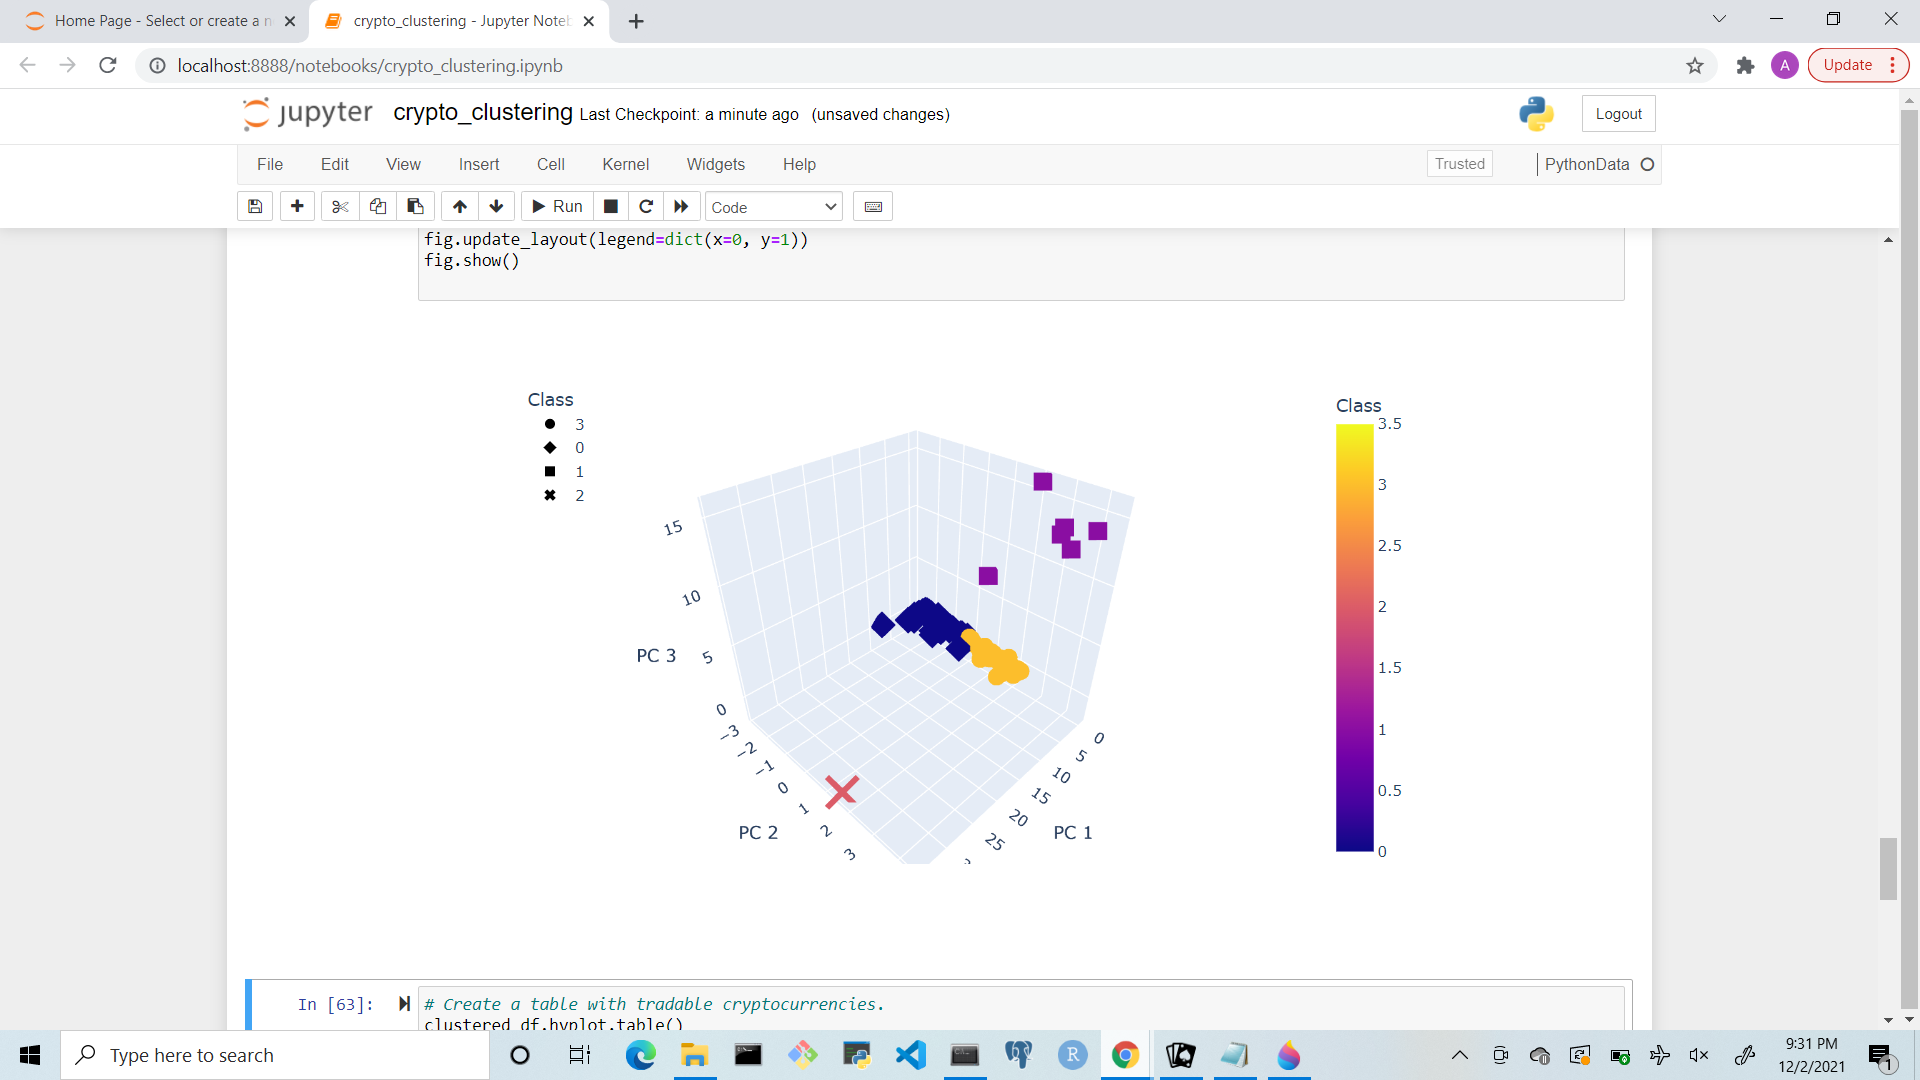 Home Page - Select or create a n
crypto_clustering - Jupyter Noteb
localhost:8888/notebooks/crypto_clustering.ipynb
A
Update
jupyter
crypto_clustering Last Checkpoint: a minute ago (unsaved changes)
Logout
File Edit View Insert Cell Kernel Widgets Help
Trusted
PythonData
Run
Code
fig.update_layout(legend=dict(x=0, y=1))
fig.show()
Class
3
0
1
2
15
10
5
0
PC 3
−3
−2
−1
0
1
2
3
PC 2
0
5
10
15
20
25
PC 1
Class
3.5
3
2.5
2
1.5
1
0.5
0
In [63]:
# Create a table with tradable cryptocurrencies.
clustered_df.hvplot.table()
Type here to search
R
9:31 PM
12/2/2021
1